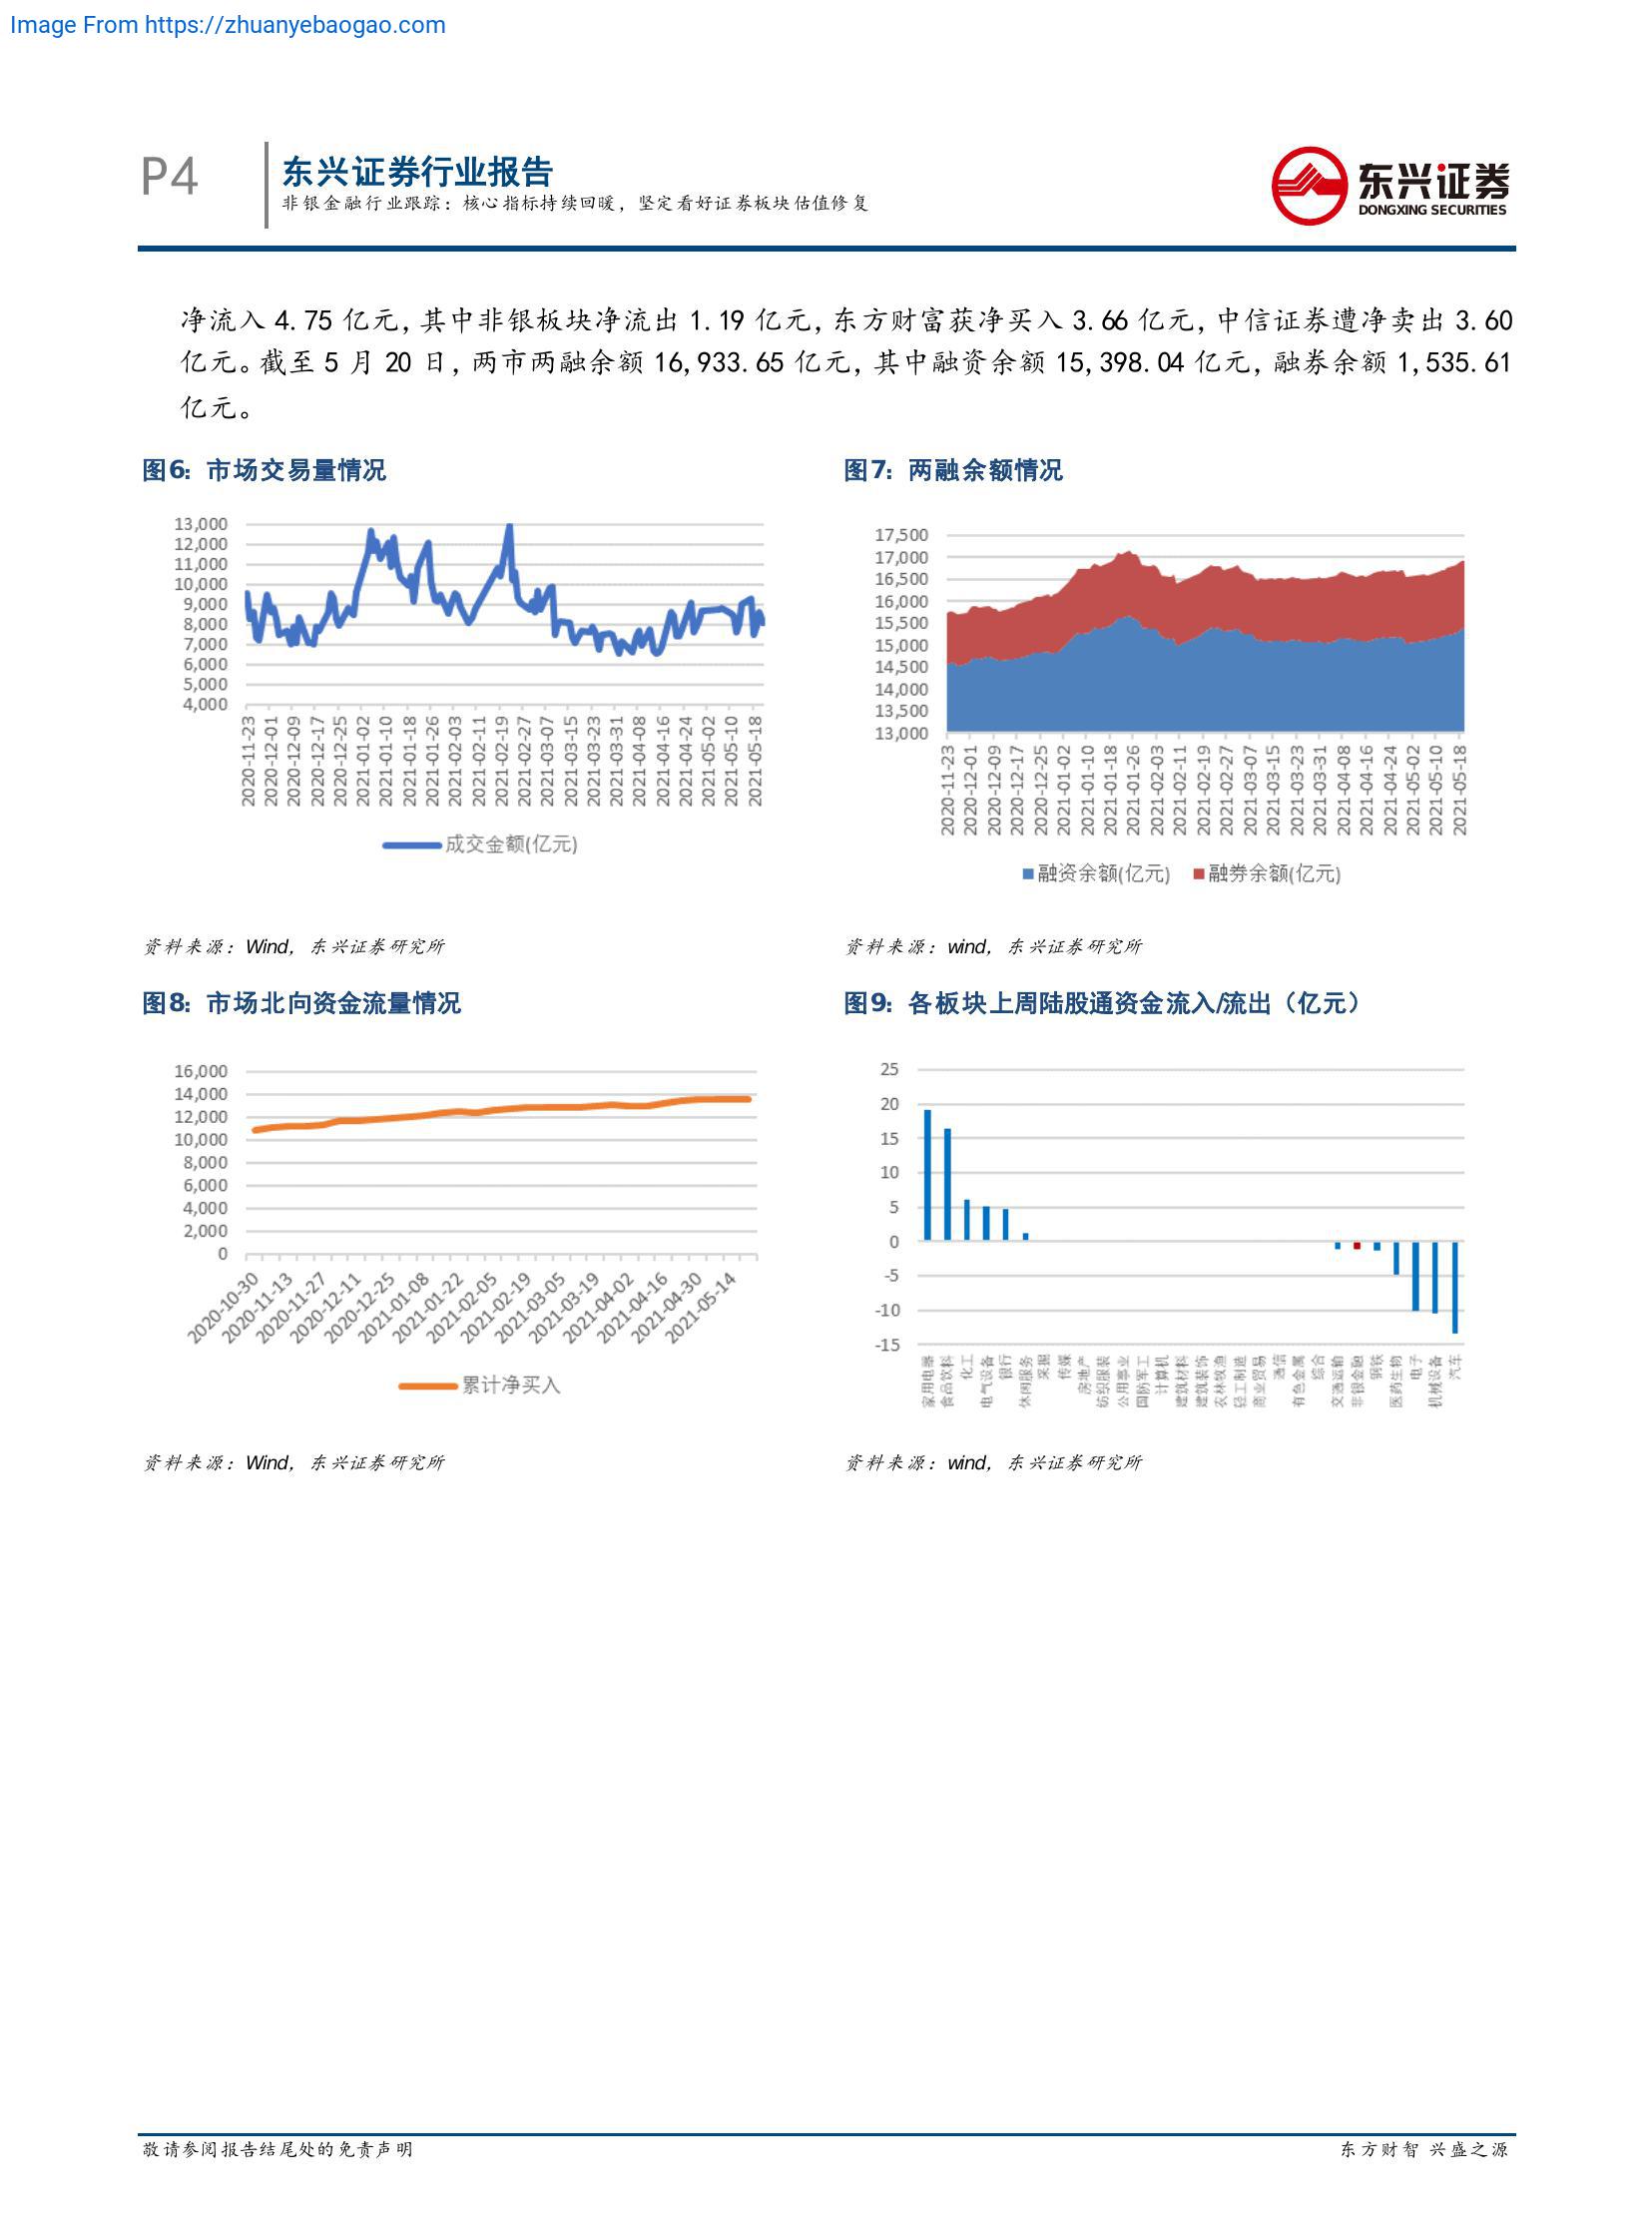 Image From https://zhuanyebaogao.com
P4
东兴证券行业报告
非银金融行业跟踪：核心指标持续回暖，坚定看好证券板块估值修复
东兴证券
DONGXING SECURITIES
净流入 4.75 亿元，其中非银板块净流出 1.19 亿元，东方财富获净买入 3.66 亿元，中信证券遭净卖出 3.60
亿元。截至 5 月 20 日，两市两融余额 16,933.65 亿元，其中融资余额 15,398.04 亿元，融券余额 1,535.61
亿元。
图6：市场交易量情况
13,000
12,000
11,000
10,000
9,000
8,000
7,000
6,000
5,000
4,000
2020-11-23
2020-12-01
2020-12-09
2020-12-17
2020-12-25
2021-01-02
2021-01-10
2021-01-18
2021-01-26
2021-02-03
2021-02-11
2021-02-19
2021-02-27
2021-03-07
2021-03-15
2021-03-23
2021-03-31
2021-04-08
2021-04-16
2021-04-24
2021-05-02
2021-05-10
2021-05-18
成交金额(亿元)
资料来源：Wind，东兴证券研究所
图7：两融余额情况
17,500
17,000
16,500
16,000
15,500
15,000
14,500
14,000
13,500
13,000
2020-11-23
2020-12-01
2020-12-09
2020-12-17
2020-12-25
2021-01-02
2021-01-10
2021-01-18
2021-01-26
2021-02-03
2021-02-11
2021-02-19
2021-02-27
2021-03-07
2021-03-15
2021-03-23
2021-03-31
2021-04-08
2021-04-16
2021-04-24
2021-05-02
2021-05-10
2021-05-18
融资余额(亿元) 融券余额(亿元)
资料来源：wind，东兴证券研究所
图8：市场北向资金流量情况
16,000
14,000
12,000
10,000
8,000
6,000
4,000
2,000
0
2020-10-30
2020-11-13
2020-11-27
2020-12-11
2020-12-25
2021-01-08
2021-01-22
2021-02-05
2021-02-19
2021-03-05
2021-03-19
2021-04-02
2021-04-16
2021-04-30
2021-05-14
累计净买入
资料来源：Wind，东兴证券研究所
图9：各板块上周陆股通资金流入/流出（亿元）
25
20
15
10
5
0
-5
-10
-15
家用电器
食品饮料
化工
电气设备
银行
休闲服务
采掘
传媒
房地产
纺织服装
公用事业
国防军工
计算机
建筑材料
建筑装饰
农林牧渔
轻工制造
商业贸易
通信
有色金属
综合
交通运输
非银金融
钢铁
医药生物
电子
机械设备
汽车
资料来源：wind，东兴证券研究所
敬请参阅报告结尾处的免责声明
东方财智 兴盛之源